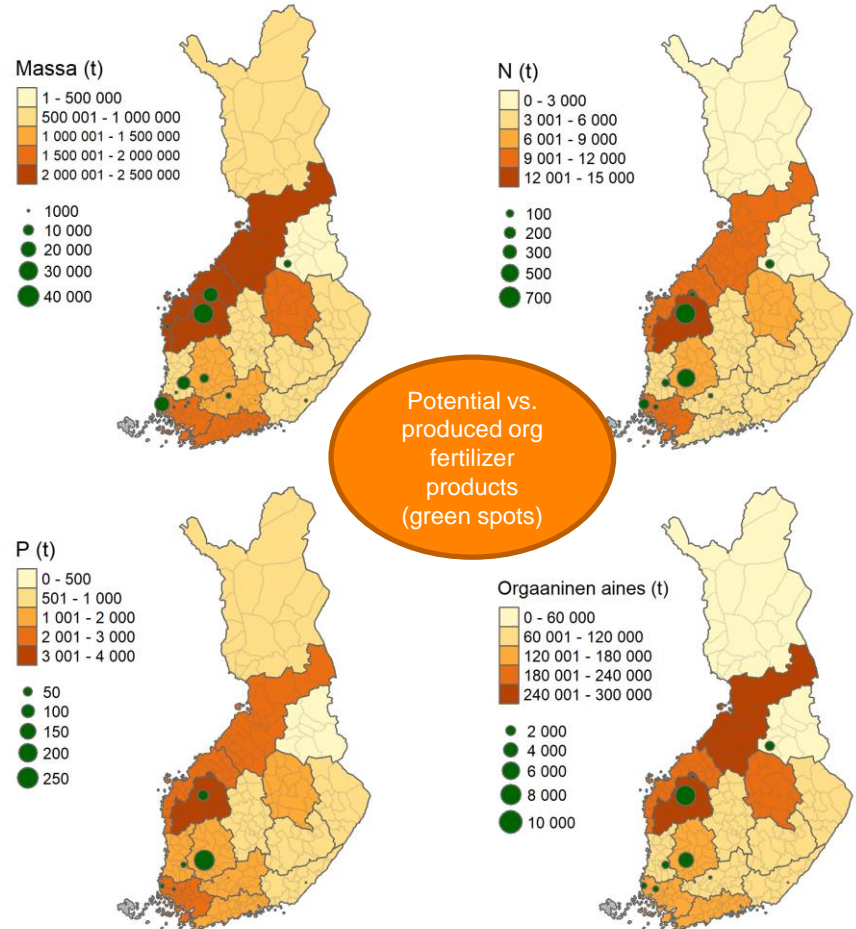 Massa (t)
1 - 500 000
500 001 - 1 000 000
1 000 001 - 1 500 000
1 500 001 - 2 000 000
2 000 001 - 2 500 000
1000
10 000
20 000
30 000
40 000
N (t)
0 - 3 000
3 001 - 6 000
6 001 - 9 000
9 001 - 12 000
12 001 - 15 000
100
200
300
500
700
Potential vs.
produced org
fertilizer
products
(green spots)
P (t)
0 - 500
501 - 1 000
1 001 - 2 000
2 001 - 3 000
3 001 - 4 000
50
100
150
200
250
Orgaaninen aines (t)
0 - 60 000
60 001 - 120 000
120 001 - 180 000
180 001 - 240 000
240 001 - 300 000
2 000
4 000
6 000
8 000
10 000